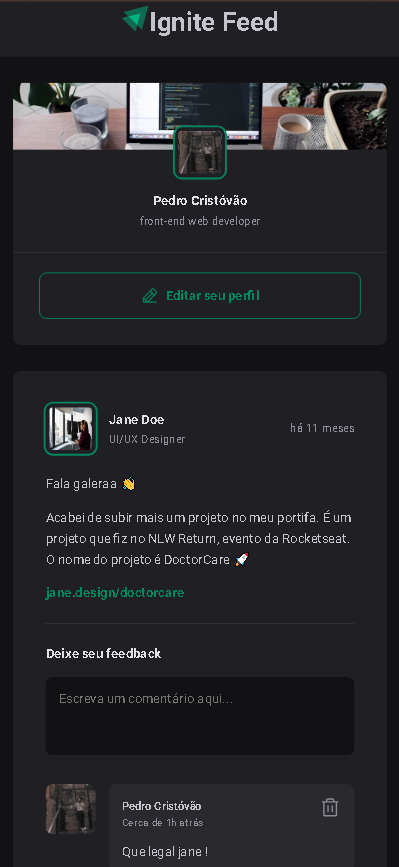 Ignite Feed
Pedro Cristóvão
front-end web developer
Editar seu perfil
Jane Doe
UI/UX Designer
há 11 meses
Fala galeraa 👏
Acabei de subir mais um projeto no meu portifa. É um
projeto que fiz no NLW Return, evento da Rocketseat.
O nome do projeto é DoctorCare 🚀
jane.design/doctorcare
Deixe seu feedback
Escreva um comentário aqui...
Pedro Cristóvão
Cerca de 1h atrás
Que legal jane !